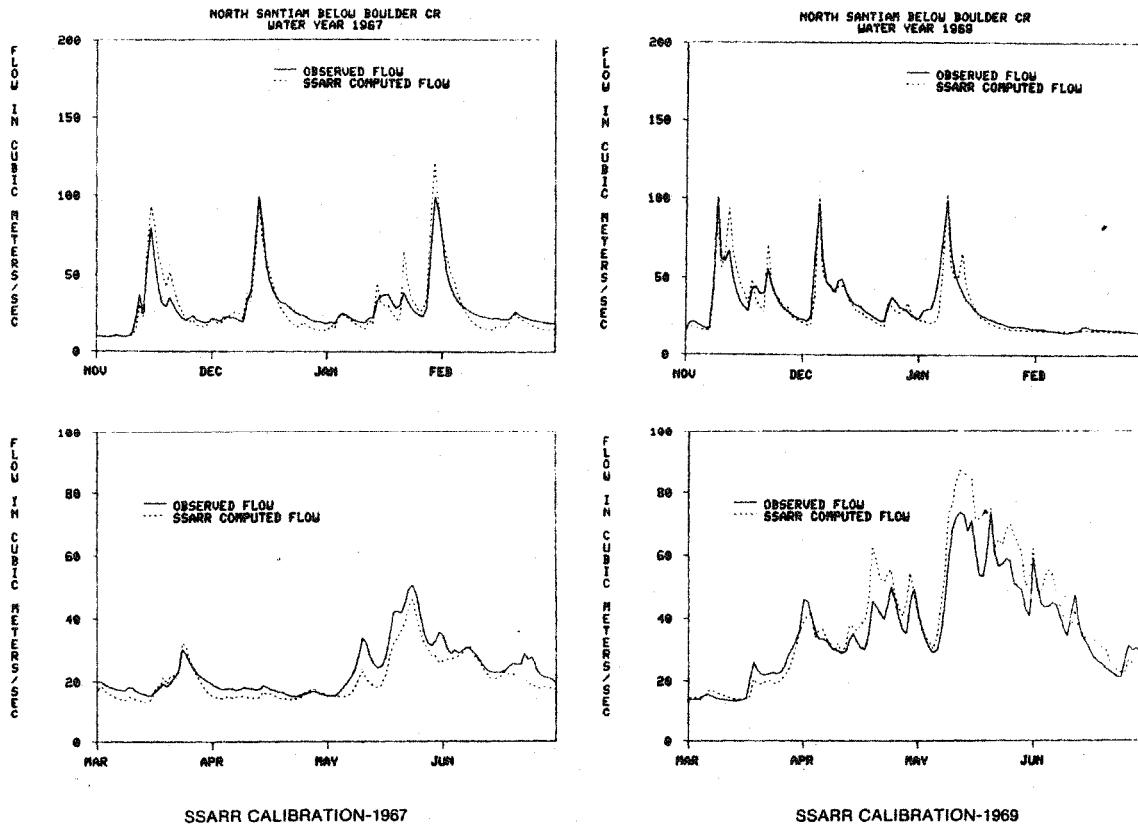 NORTH SANTIAM BELOW BOULDER CR
WATER YEAR 1967
FLOW IN CUBIC METERS/SEC
200
150
100
50
0
OBSERVED FLOW
SSARR COMPUTED FLOW
NOV DEC JAN FEB
NORTH SANTIAM BELOW BOULDER CR
WATER YEAR 1969
FLOW IN CUBIC METERS/SEC
200
150
100
50
0
OBSERVED FLOW
SSARR COMPUTED FLOW
NOV DEC JAN FEB
FLOW IN CUBIC METERS/SEC
100
80
60
40
20
0
OBSERVED FLOW
SSARR COMPUTED FLOW
MAR APR MAY JUN
SSARR CALIBRATION-1967
FLOW IN CUBIC METERS/SEC
100
80
60
40
20
0
OBSERVED FLOW
SSARR COMPUTED FLOW
MAR APR MAY JUN
SSARR CALIBRATION-1969